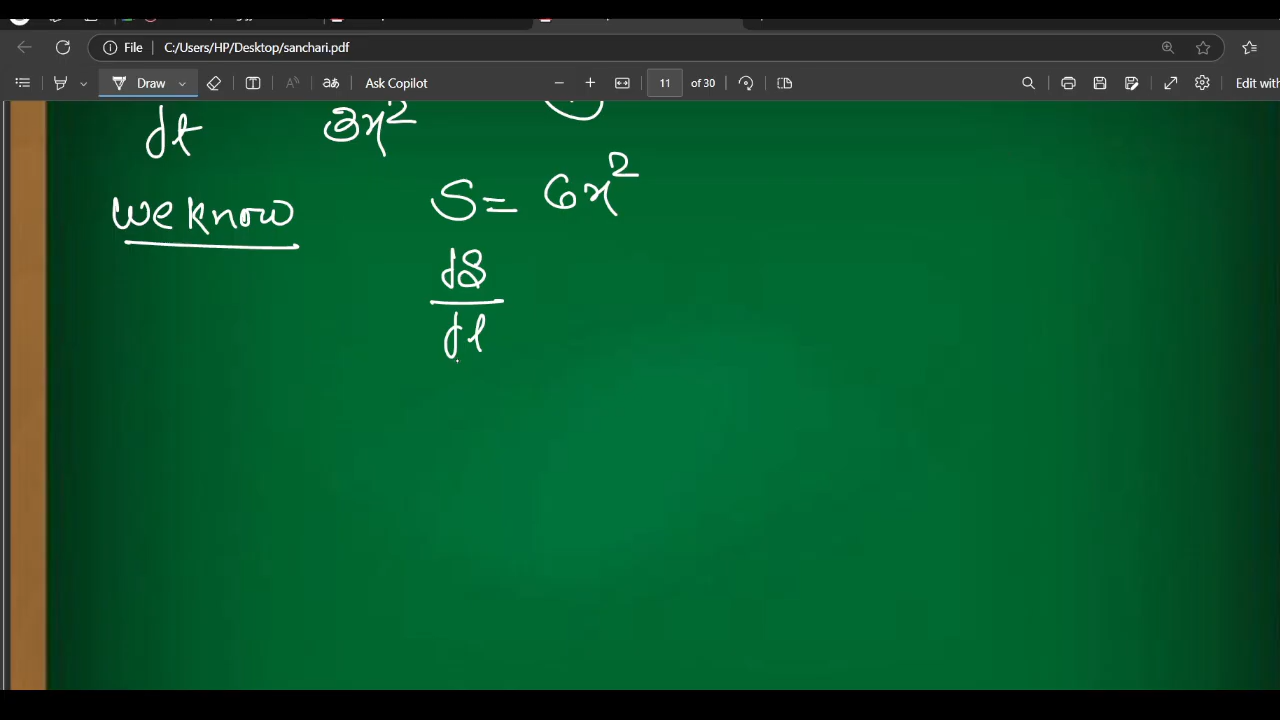 File | C:/Users/HP/Desktop/sanchari.pdf
Draw Ask Copilot 11 of 30 Edit with
dt 3x²
We know S = 6x²
dS
dt